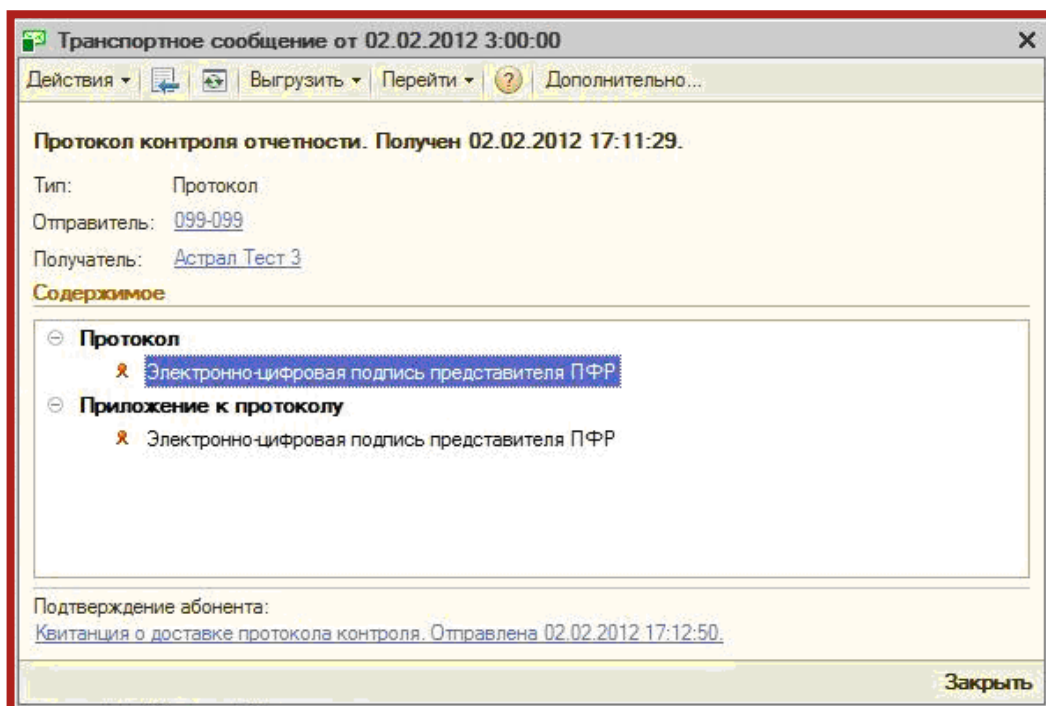 Транспортное сообщение от 02.02.2012 3:00:00
Действия Выгрузить Перейти ? Дополнительно...
Протокол контроля отчетности. Получен 02.02.2012 17:11:29.
Тип: Протокол
Отправитель: 099-099
Получатель: Астрал Тест 3
Содержимое
Протокол
Электронно-цифровая подпись представителя ПФР
Приложение к протоколу
Электронно-цифровая подпись представителя ПФР
Подтверждение абонента:
Квитанция о доставке протокола контроля. Отправлена 02.02.2012 17:12:50.
Закрыть